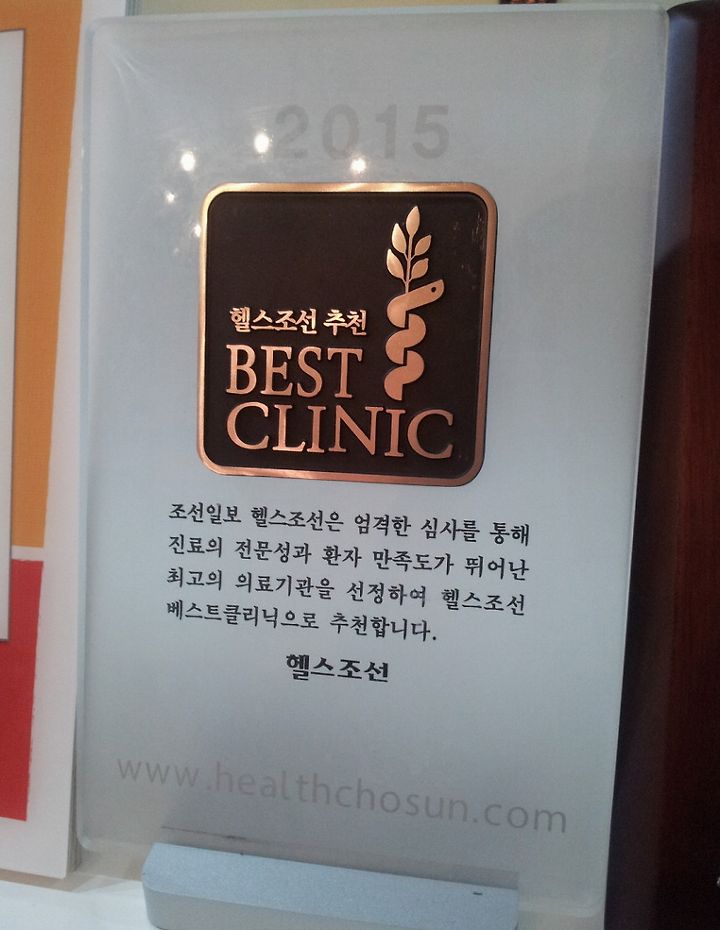 2015
헬스조선 추천
BEST
CLINIC
조선일보 헬스조선은 엄격한 심사를 통해
진료의 전문성과 환자 만족도가 뛰어난
최고의 의료기관을 선정하여 헬스조선
베스트클리닉으로 추천합니다.
헬스조선
www.healthchosun.com